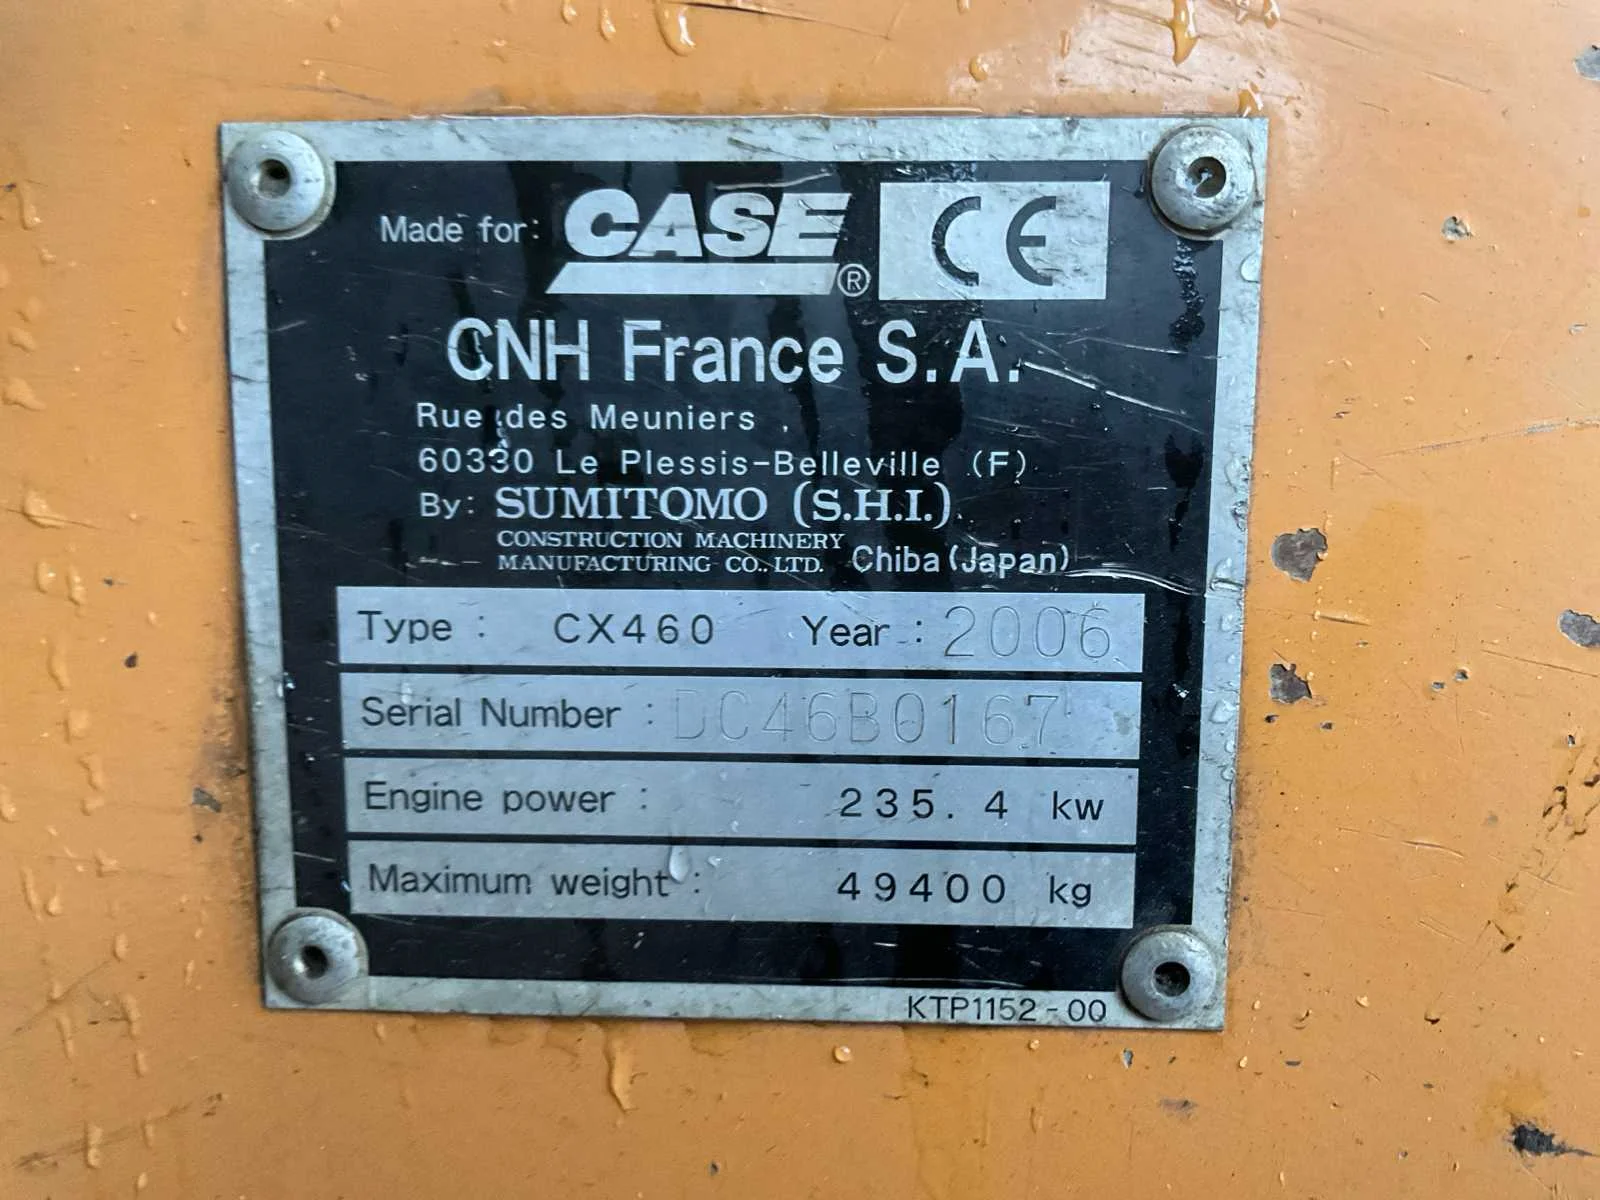 Made for: CASE ® CE
CNH France S.A.
Rue des Meuniers,
60330 Le Plessis-Belleville (F)
By: SUMITOMO (S.H.I.)
CONSTRUCTION MACHINERY
MANUFACTURING CO., LTD. Chiba (Japan)
Type : CX460 Year : 2006
Serial Number : DC46B0167
Engine power : 235.4 kw
Maximum weight : 49400 kg
KTP1152-00